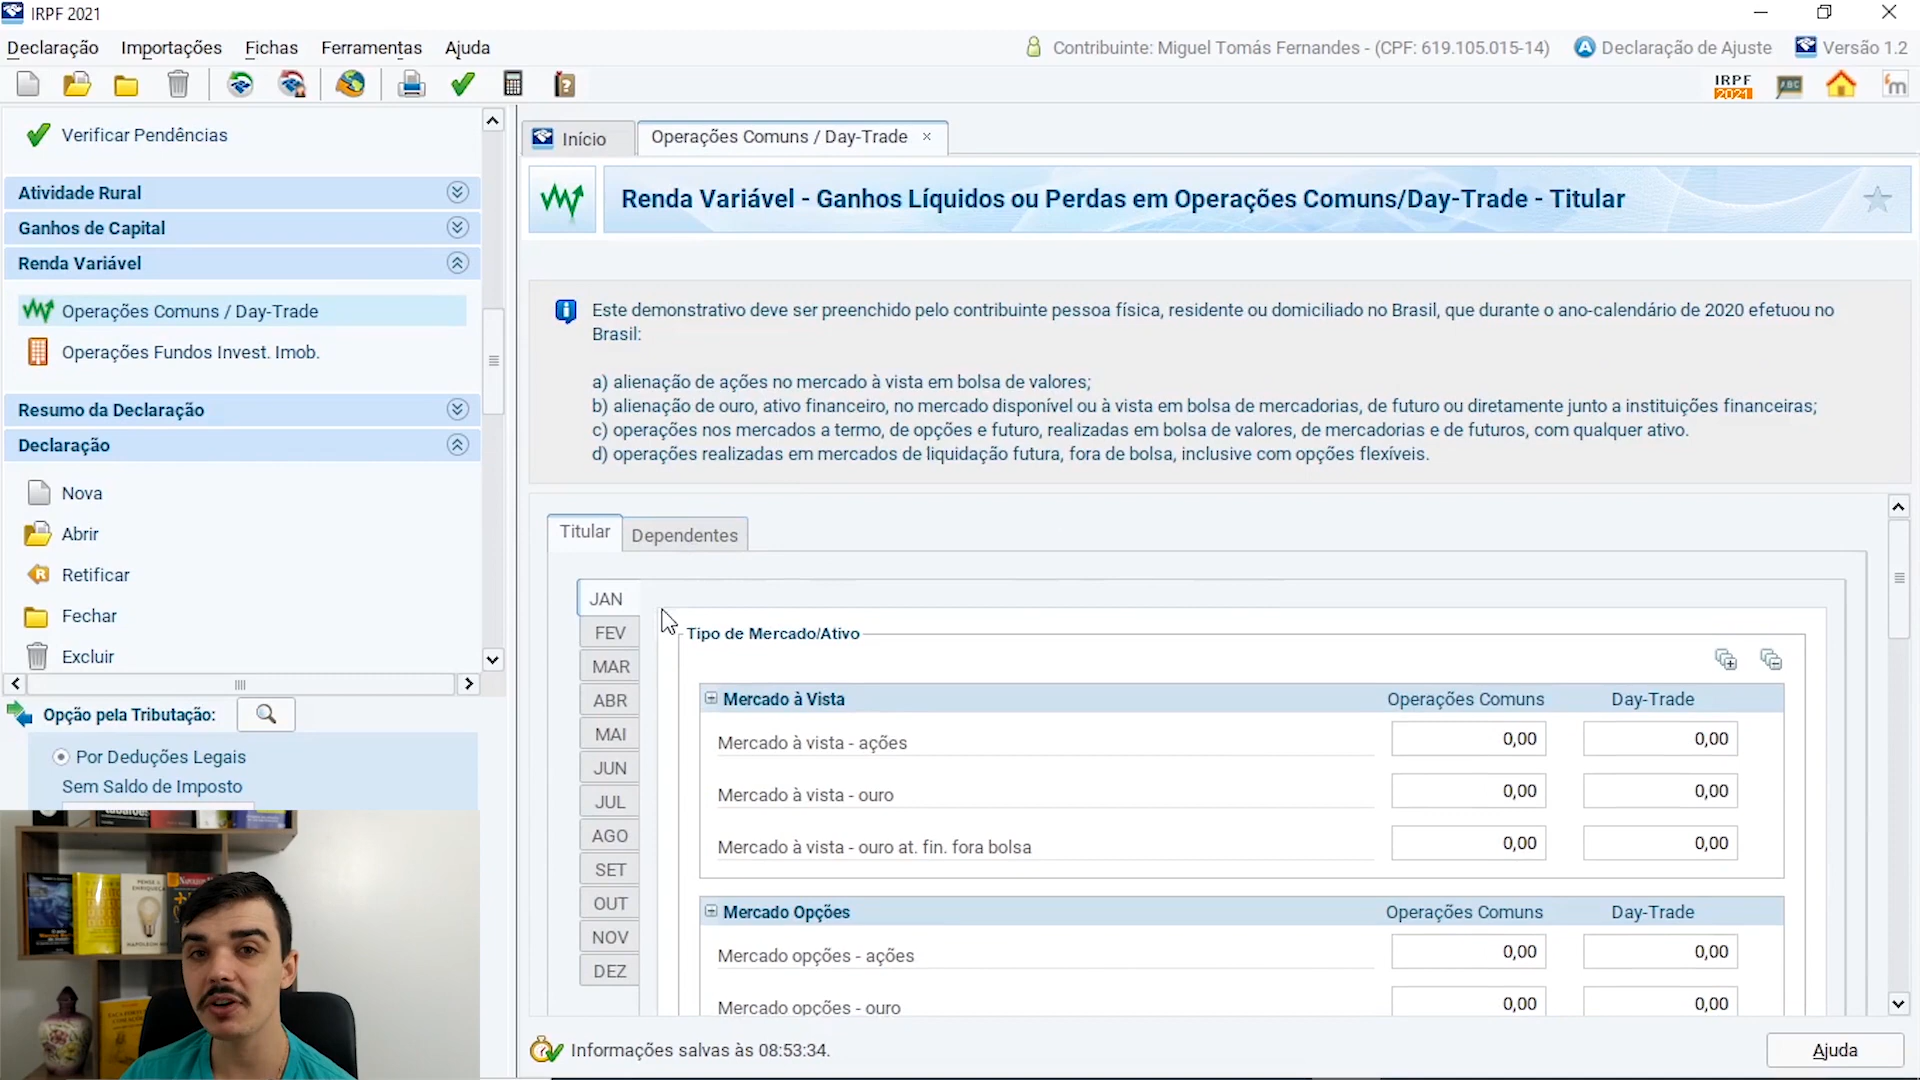 IRPF 2021
Declaração Importações Fichas Ferramentas Ajuda
Contribuinte: Miguel Tomás Fernandes - (CPF: 619.105.015-14) Declaração de Ajuste Versão 1.2
IRPF
2021
ABC
Verificar Pendências
Atividade Rural
Ganhos de Capital
Renda Variável
Operações Comuns / Day-Trade
Operações Fundos Invest. Imob.
Resumo da Declaração
Declaração
Nova
Abrir
Retificar
Fechar
Excluir
Opção pela Tributação:
Por Deduções Legais
Sem Saldo de Imposto
Início
Operações Comuns / Day-Trade
Renda Variável - Ganhos Líquidos ou Perdas em Operações Comuns/Day-Trade - Titular
Este demonstrativo deve ser preenchido pelo contribuinte pessoa física, residente ou domiciliado no Brasil, que durante o ano-calendário de 2020 efetuou no
Brasil:
a) alienação de ações no mercado à vista em bolsa de valores;
b) alienação de ouro, ativo financeiro, no mercado disponível ou à vista em bolsa de mercadorias, de futuro ou diretamente junto a instituições financeiras;
c) operações nos mercados a termo, de opções e futuro, realizadas em bolsa de valores, de mercadorias e de futuros, com qualquer ativo.
d) operações realizadas em mercados de liquidação futura, fora de bolsa, inclusive com opções flexíveis.
Titular Dependentes
JAN
FEV
MAR
ABR
MAI
JUN
JUL
AGO
SET
OUT
NOV
DEZ
Tipo de Mercado/Ativo
Mercado à Vista Operações Comuns Day-Trade
Mercado à vista - ações 0,00 0,00
Mercado à vista - ouro 0,00 0,00
Mercado à vista - ouro at. fin. fora bolsa 0,00 0,00
Mercado Opções Operações Comuns Day-Trade
Mercado opções - ações 0,00 0,00
Mercado opções - ouro 0,00 0,00
Informações salvas às 08:53:34.
Ajuda